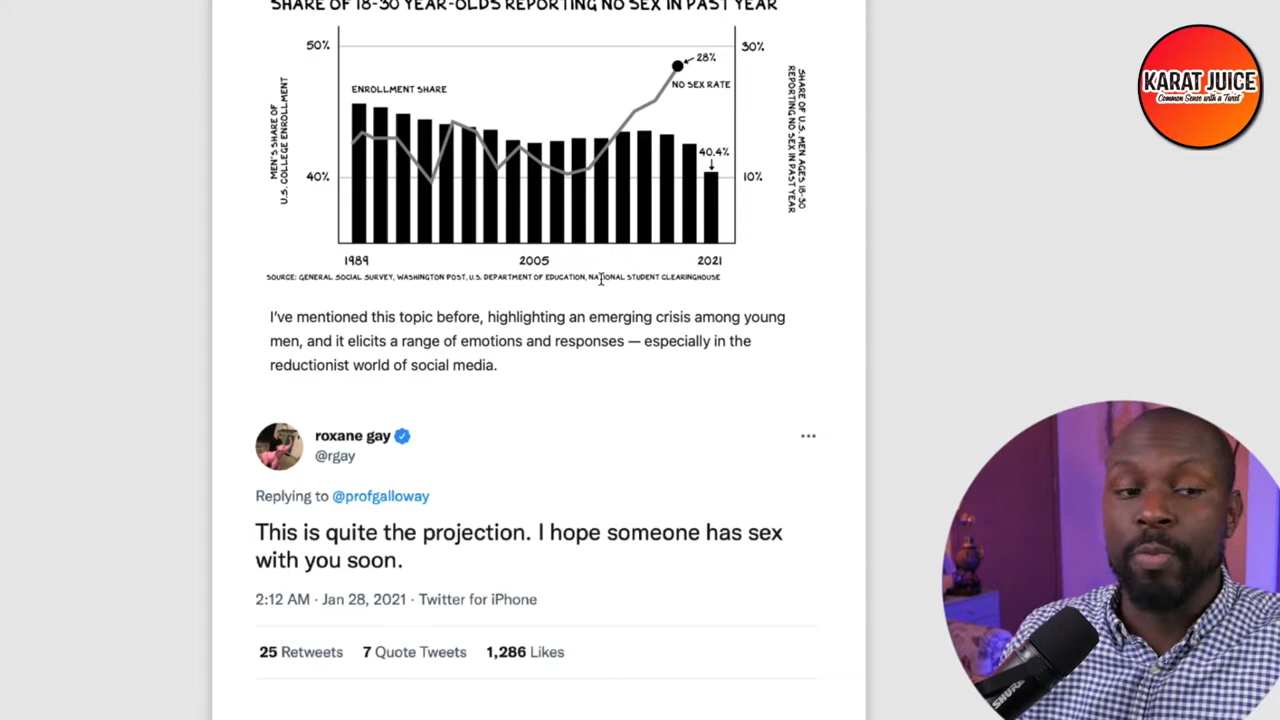 SHARE OF 18-30 YEAR-OLDS REPORTING NO SEX IN PAST YEAR
50%
30%
28%
ENROLLMENT SHARE
NO SEX RATE
MEN'S SHARE OF
U.S. COLLEGE ENROLLMENT
SHARE OF U.S. MEN AGES 18-30
REPORTING NO SEX IN PAST YEAR
40.4%
40%
10%
1989
2005
2021
SOURCE: GENERAL SOCIAL SURVEY, WASHINGTON POST, U.S. DEPARTMENT OF EDUCATION, NATIONAL STUDENT CLEARINGHOUSE
I've mentioned this topic before, highlighting an emerging crisis among young
men, and it elicits a range of emotions and responses — especially in the
reductionist world of social media.
roxane gay
@rgay
Replying to @profgalloway
This is quite the projection. I hope someone has sex
with you soon.
2:12 AM · Jan 28, 2021 · Twitter for iPhone
25 Retweets 7 Quote Tweets 1,286 Likes
KARAT JUICE
Common Sense with a Twist
SHURE